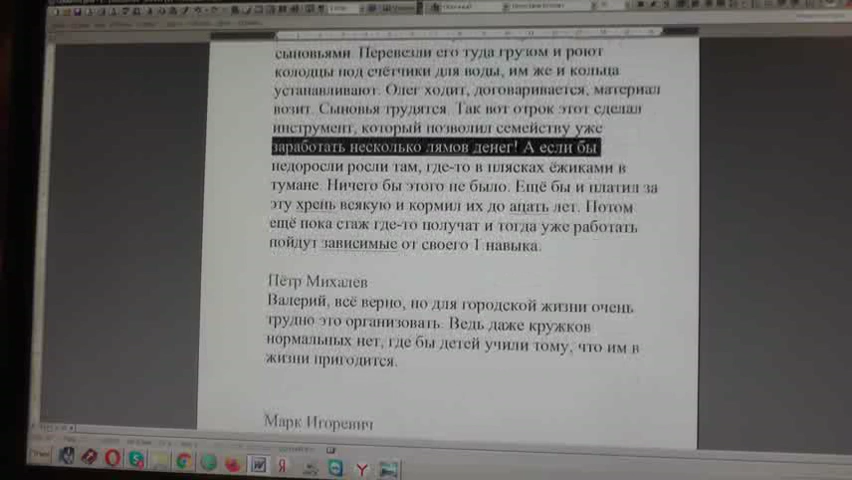 сыновьями. Перевезли его туда грузом и роют
колодцы под счётчики для воды, им же и кольца
устанавливают. Олег ходит, договаривается, материал
возит. Сыновья трудятся. Так вот отрок этот сделал
инструмент, который позволил семейству уже
заработать несколько лямов денег! А если бы
недоросли росли там, где-то в плясках ёжиками в
тумане. Ничего бы этого не было. Ещё бы и платил за
эту хрень всякую и кормил их до ацать лет. Потом
ещё пока стаж где-то получат и тогда уже работать
пойдут зависимые от своего 1 навыка.
Пётр Михалев
Валерий, всё верно, но для городской жизни очень
трудно это организовать. Ведь даже кружков
нормальных нет, где бы детей учили тому, что им в
жизни пригодится.
Марк Игоревич